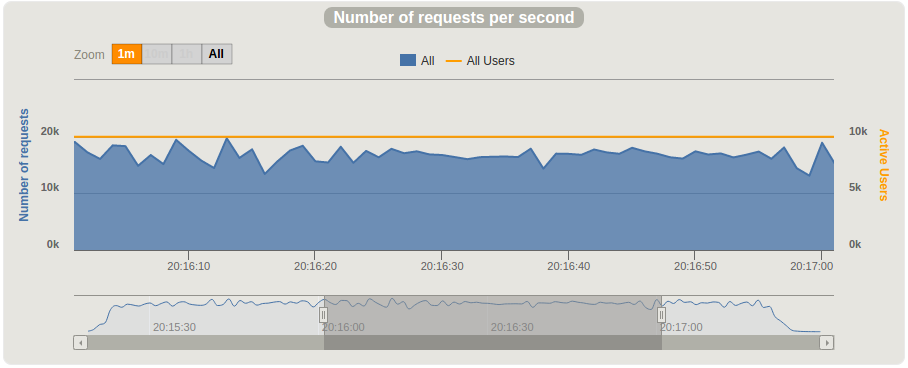 Number of requests per second
Zoom 1m 10m 1h All
All All Users
Number of requests
20k
10k
0k
10k
5k
0k
Active Users
20:16:10 20:16:20 20:16:30 20:16:40 20:16:50 20:17:00
20:15:30 20:16:00 20:16:30 20:17:00